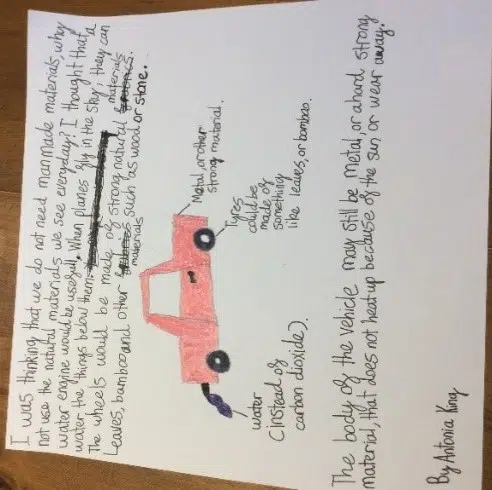 I was thinking that we do not need manmade materials, why
not use the natural materials we see everyday? I thought that a
water engine would be useful. When planes fly in the sky, they can
water the things below them.
The wheels would be made of strong natural materials
Leaves, bamboo and other materials such as wood or stone.
Metal, or other
strong material.
Tyres
could be
made of
something
like leaves, or bamboo.
Water
(instead of
carbon dioxide).
The body of the vehicle may still be metal, or a hard strong
material, that does not heat up because of the sun or wear away.
By Antonia King